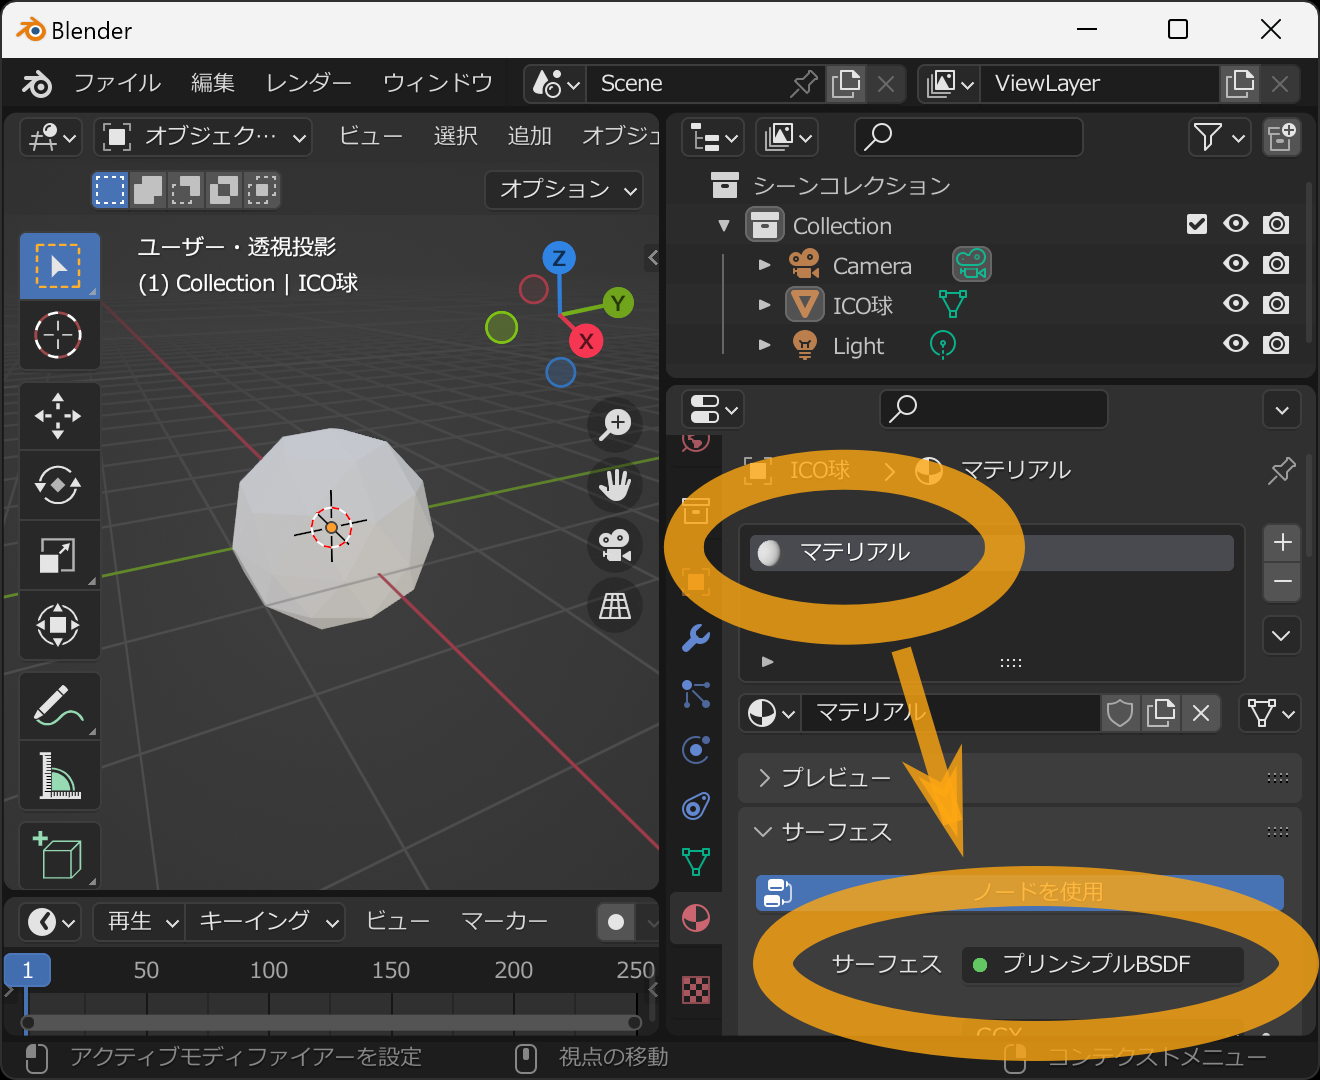 Blender
ファイル 編集 レンダー ウィンドウ Scene ViewLayer
オブジェク… ビュー 選択 追加 オブジェ
オプション
ユーザー・透視投影
(1) Collection | ICO球
Z
Y
X
シーンコレクション
Collection
Camera
ICO球
Light
ICO球 > マテリアル
マテリアル
マテリアル
プレビュー
サーフェス
ノードを使用
サーフェス プリンシプルBSDF
GGX
再生 キーイング ビュー マーカー
1 50 100 150 200 250
アクティブモディファイアーを設定 視点の移動 コンテクストメニュー